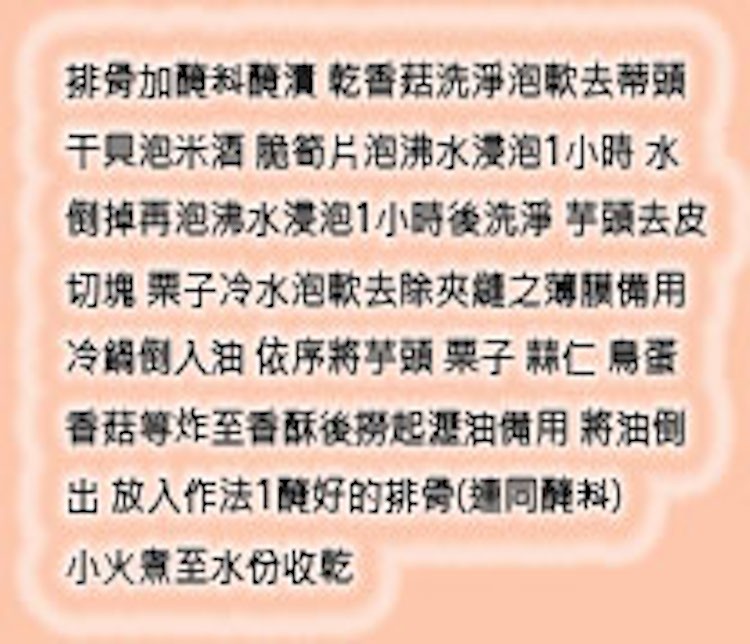 排骨加醃料醃漬 乾香菇洗淨泡軟去蒂頭
干貝泡米酒 脆筍片泡沸水浸泡1小時 水
倒掉再泡沸水浸泡1小時後洗淨 芋頭去皮
切塊 栗子冷水泡軟去除夾縫之薄膜備用
冷鍋倒入油 依序將芋頭 栗子 蒜仁 鳥蛋
香菇等炸至香酥後撈起瀝油備用 將油倒
出 放入作法1醃好的排骨(連同醃料)
小火煮至水份收乾